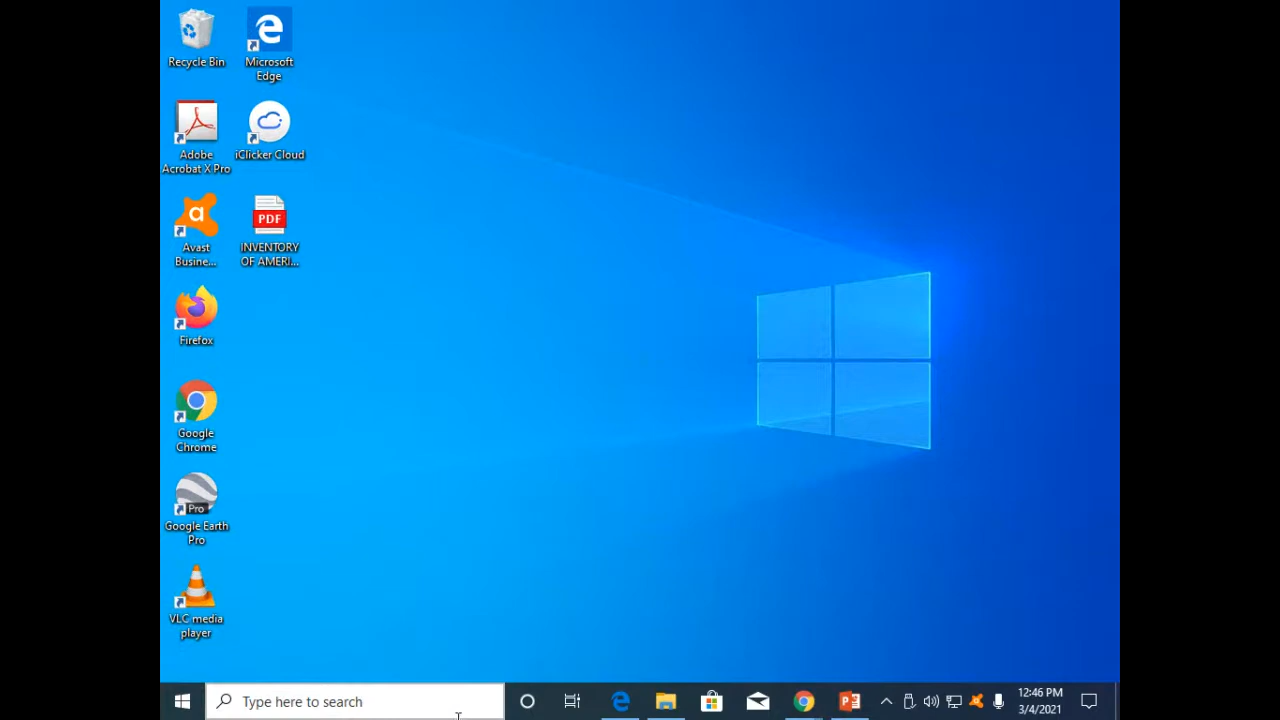 Recycle Bin
Microsoft
Edge
Adobe
Acrobat X Pro
iClicker Cloud
a
Avast
Busine...
PDF
INVENTORY
OF AMERI...
Firefox
Google
Chrome
Pro
Google Earth
Pro
VLC media
player
Type here to search
12:46 PM
3/4/2021